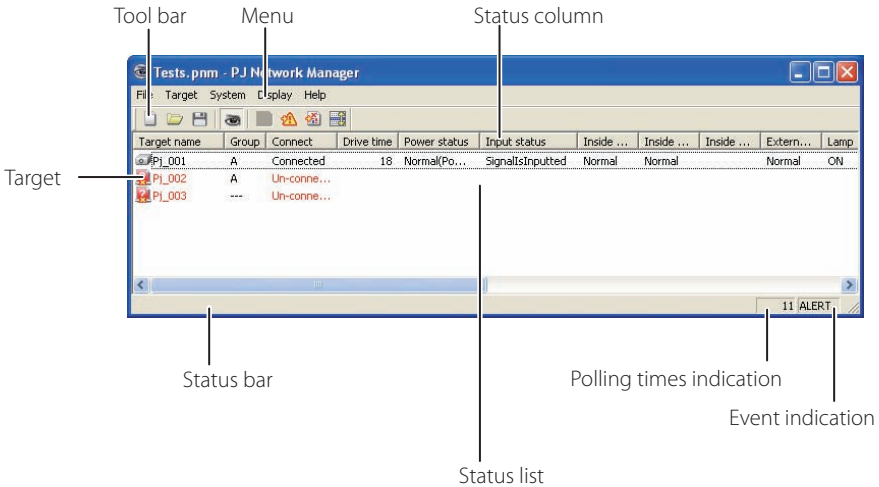 Tool bar Menu Status column
Tests.pnm - PJ Network Manager
File Target System Display Help
Target name Group Connect Drive time Power status Input status Inside ... Inside ... Inside ... Extern... Lamp
Pj_001 A Connected 18 Normal(Po... SignalIsInputted Normal Normal Normal ON
Target
Pj_002 A Un-conne...
Pj_003 --- Un-conne...
11 ALERT
Status bar Polling times indication
Event indication
Status list